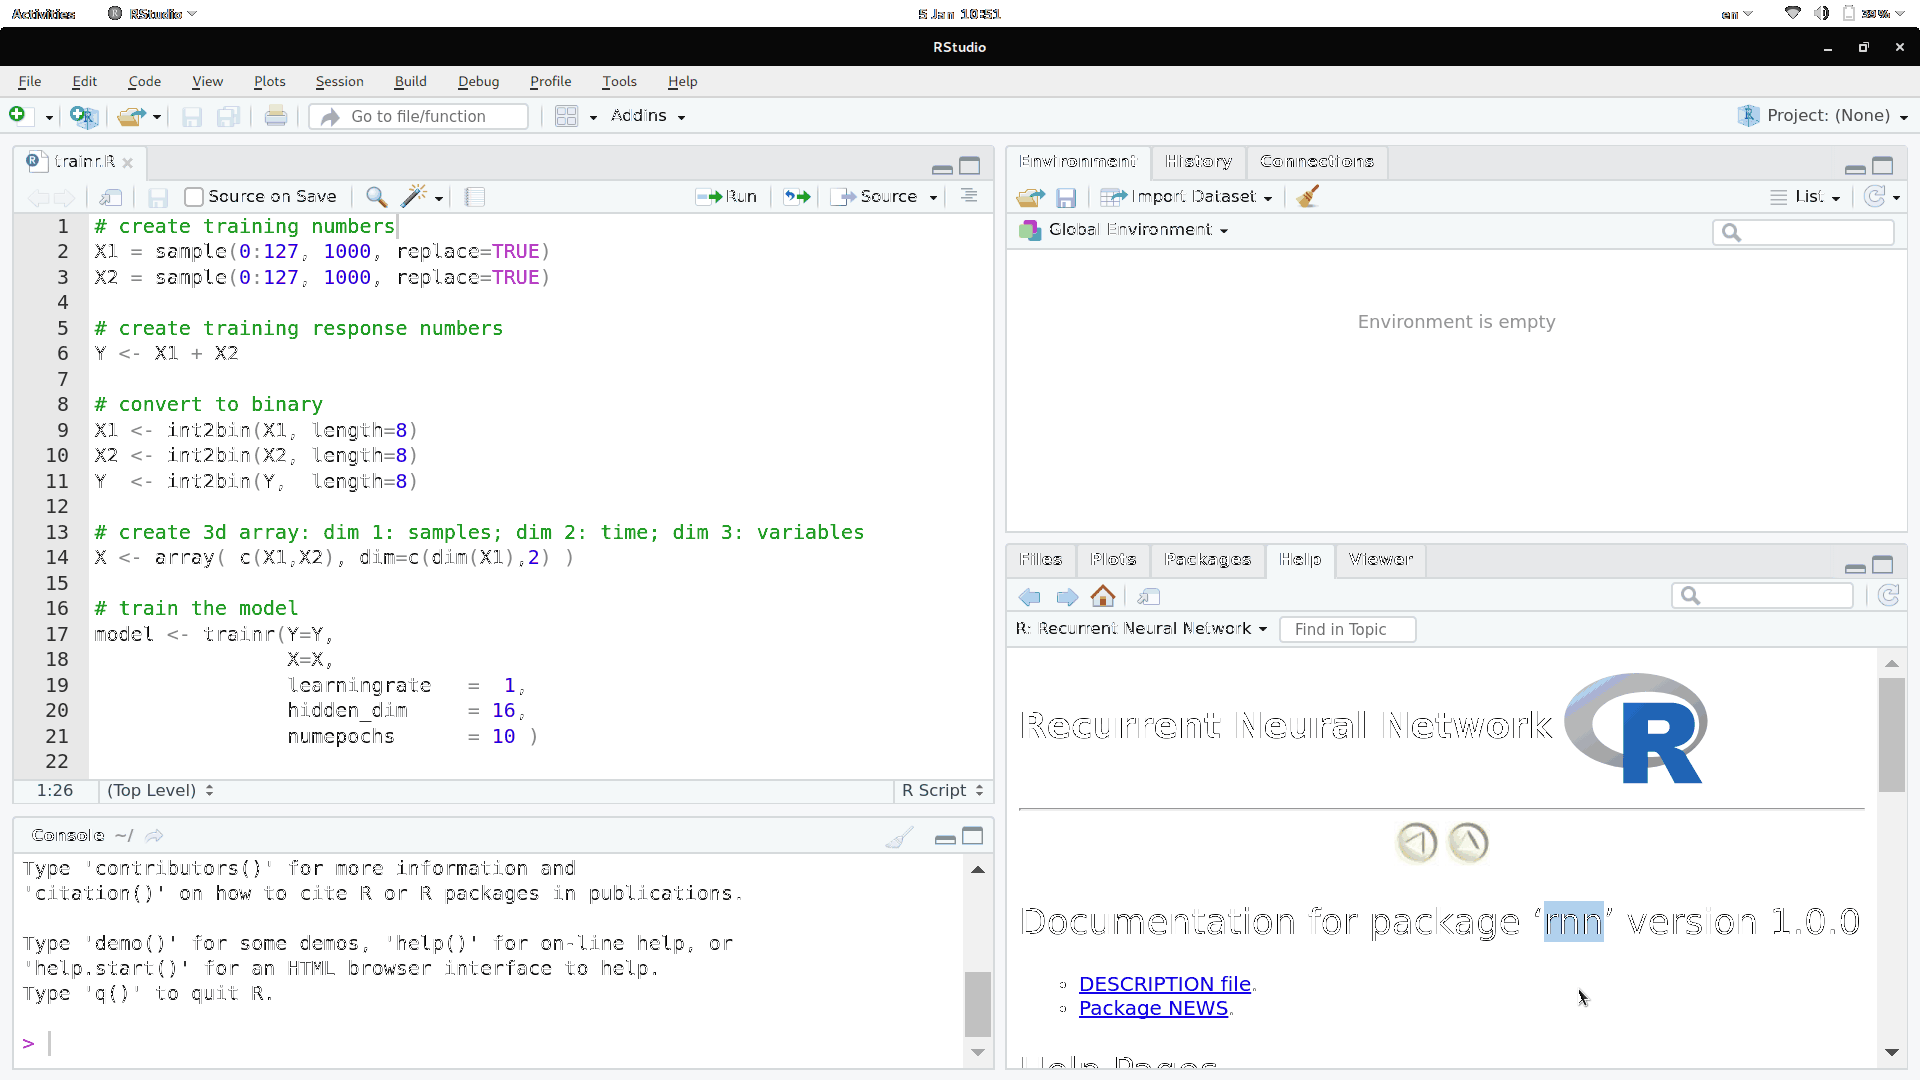 Activities RStudio 5 Jan 10:51 en 39 %
RStudio
File Edit Code View Plots Session Build Debug Profile Tools Help
Go to file/function Addins Project: (None)
trainr.R
Source on Save Run Source
1 # create training numbers
2 X1 = sample(0:127, 1000, replace=TRUE)
3 X2 = sample(0:127, 1000, replace=TRUE)
4
5 # create training response numbers
6 Y <- X1 + X2
7
8 # convert to binary
9 X1 <- int2bin(X1, length=8)
10 X2 <- int2bin(X2, length=8)
11 Y  <- int2bin(Y,  length=8)
12
13 # create 3d array: dim 1: samples; dim 2: time; dim 3: variables
14 X <- array( c(X1,X2), dim=c(dim(X1),2) )
15
16 # train the model
17 model <- trainr(Y=Y,
18                 X=X,
19                 learningrate   =  1,
20                 hidden_dim     = 16,
21                 numepochs      = 10 )
22
1:26 (Top Level) R Script
Console ~/
Type 'contributors()' for more information and
'citation()' on how to cite R or R packages in publications.
Type 'demo()' for some demos, 'help()' for on-line help, or
'help.start()' for an HTML browser interface to help.
Type 'q()' to quit R.
>
Environment History Connections
Import Dataset List
Global Environment
Environment is empty
Files Plots Packages Help Viewer
R: Recurrent Neural Network Find in Topic
Recurrent Neural Network R
Documentation for package ‘rnn’ version 1.0.0
DESCRIPTION file.
Package NEWS.
Help Pages